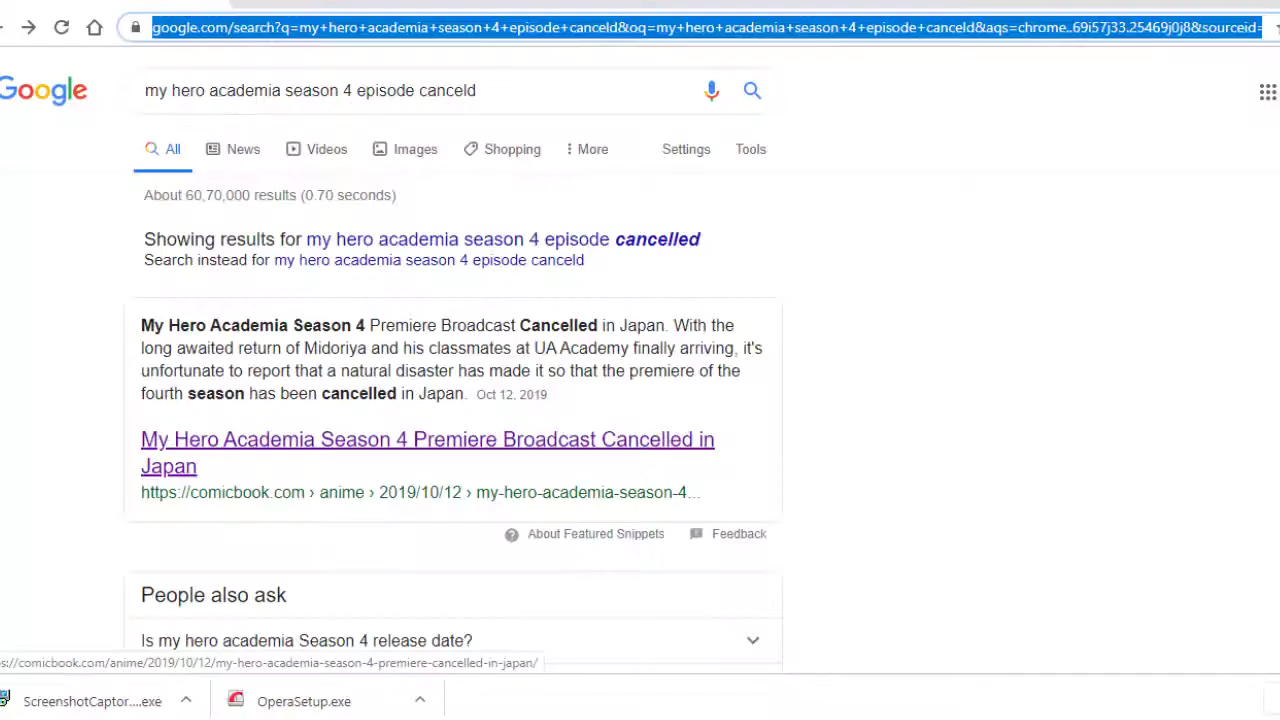 google.com/search?q=my+hero+academia+season+4+episode+canceld&oq=my+hero+academia+season+4+episode+canceld&aqs=chrome..69i57j33.25469j0j8&sourceid=
Google
my hero academia season 4 episode canceld
All News Videos Images Shopping More Settings Tools
About 60,70,000 results (0.70 seconds)
Showing results for my hero academia season 4 episode cancelled
Search instead for my hero academia season 4 episode canceld
My Hero Academia Season 4 Premiere Broadcast Cancelled in Japan. With the
long awaited return of Midoriya and his classmates at UA Academy finally arriving, it's
unfortunate to report that a natural disaster has made it so that the premiere of the
fourth season has been cancelled in Japan. Oct 12, 2019
My Hero Academia Season 4 Premiere Broadcast Cancelled in
Japan
https://comicbook.com › anime › 2019/10/12 › my-hero-academia-season-4...
About Featured Snippets Feedback
People also ask
Is my hero academia Season 4 release date?
s://comicbook.com/anime/2019/10/12/my-hero-academia-season-4-premiere-cancelled-in-japan/
ScreenshotCaptor....exe OperaSetup.exe